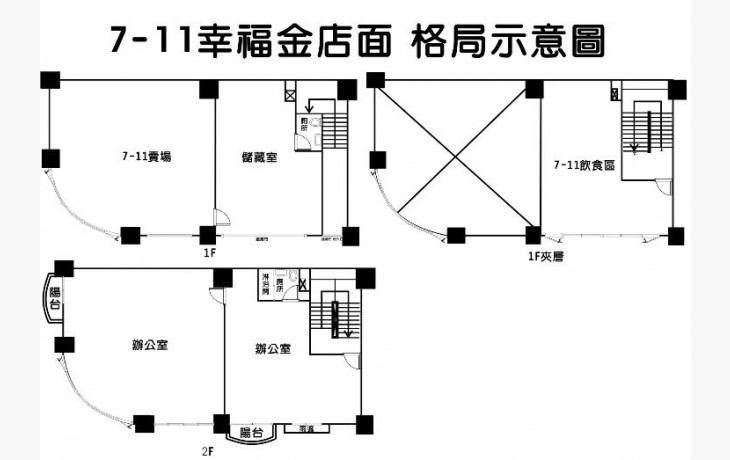 7-11幸福金店面 格局示意圖
廁所
7-11賣場
儲藏室
1F
7-11飲食區
1F夾層
陽台
淋浴間
廁所
辦公室
辦公室
陽台
雨遮
2F